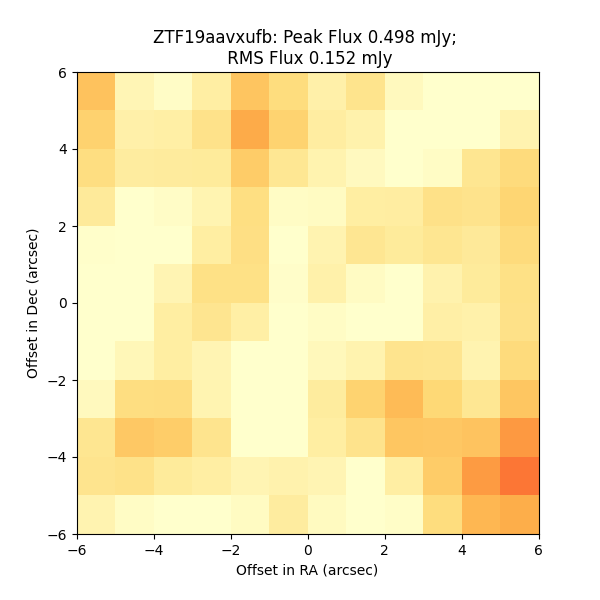 ZTF19aavxufb: Peak Flux 0.498 mJy;
RMS Flux 0.152 mJy
6
4
2
0
−2
−4
−6
Offset in Dec (arcsec)
−6 −4 −2 0 2 4 6
Offset in RA (arcsec)